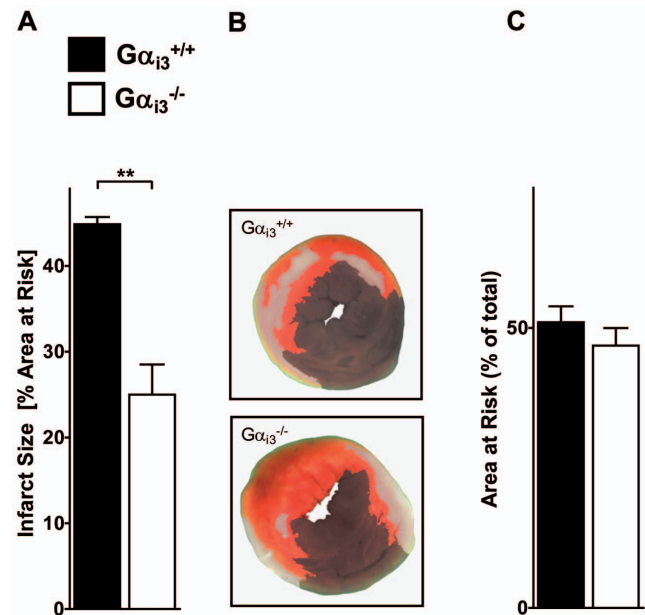 A
B
C
Gαi3+/+
Gαi3-/-
**
Infarct Size [% Area at Risk]
40
30
20
10
0
Gαi3+/+
Gαi3-/-
Area at Risk (% of total)
50
0